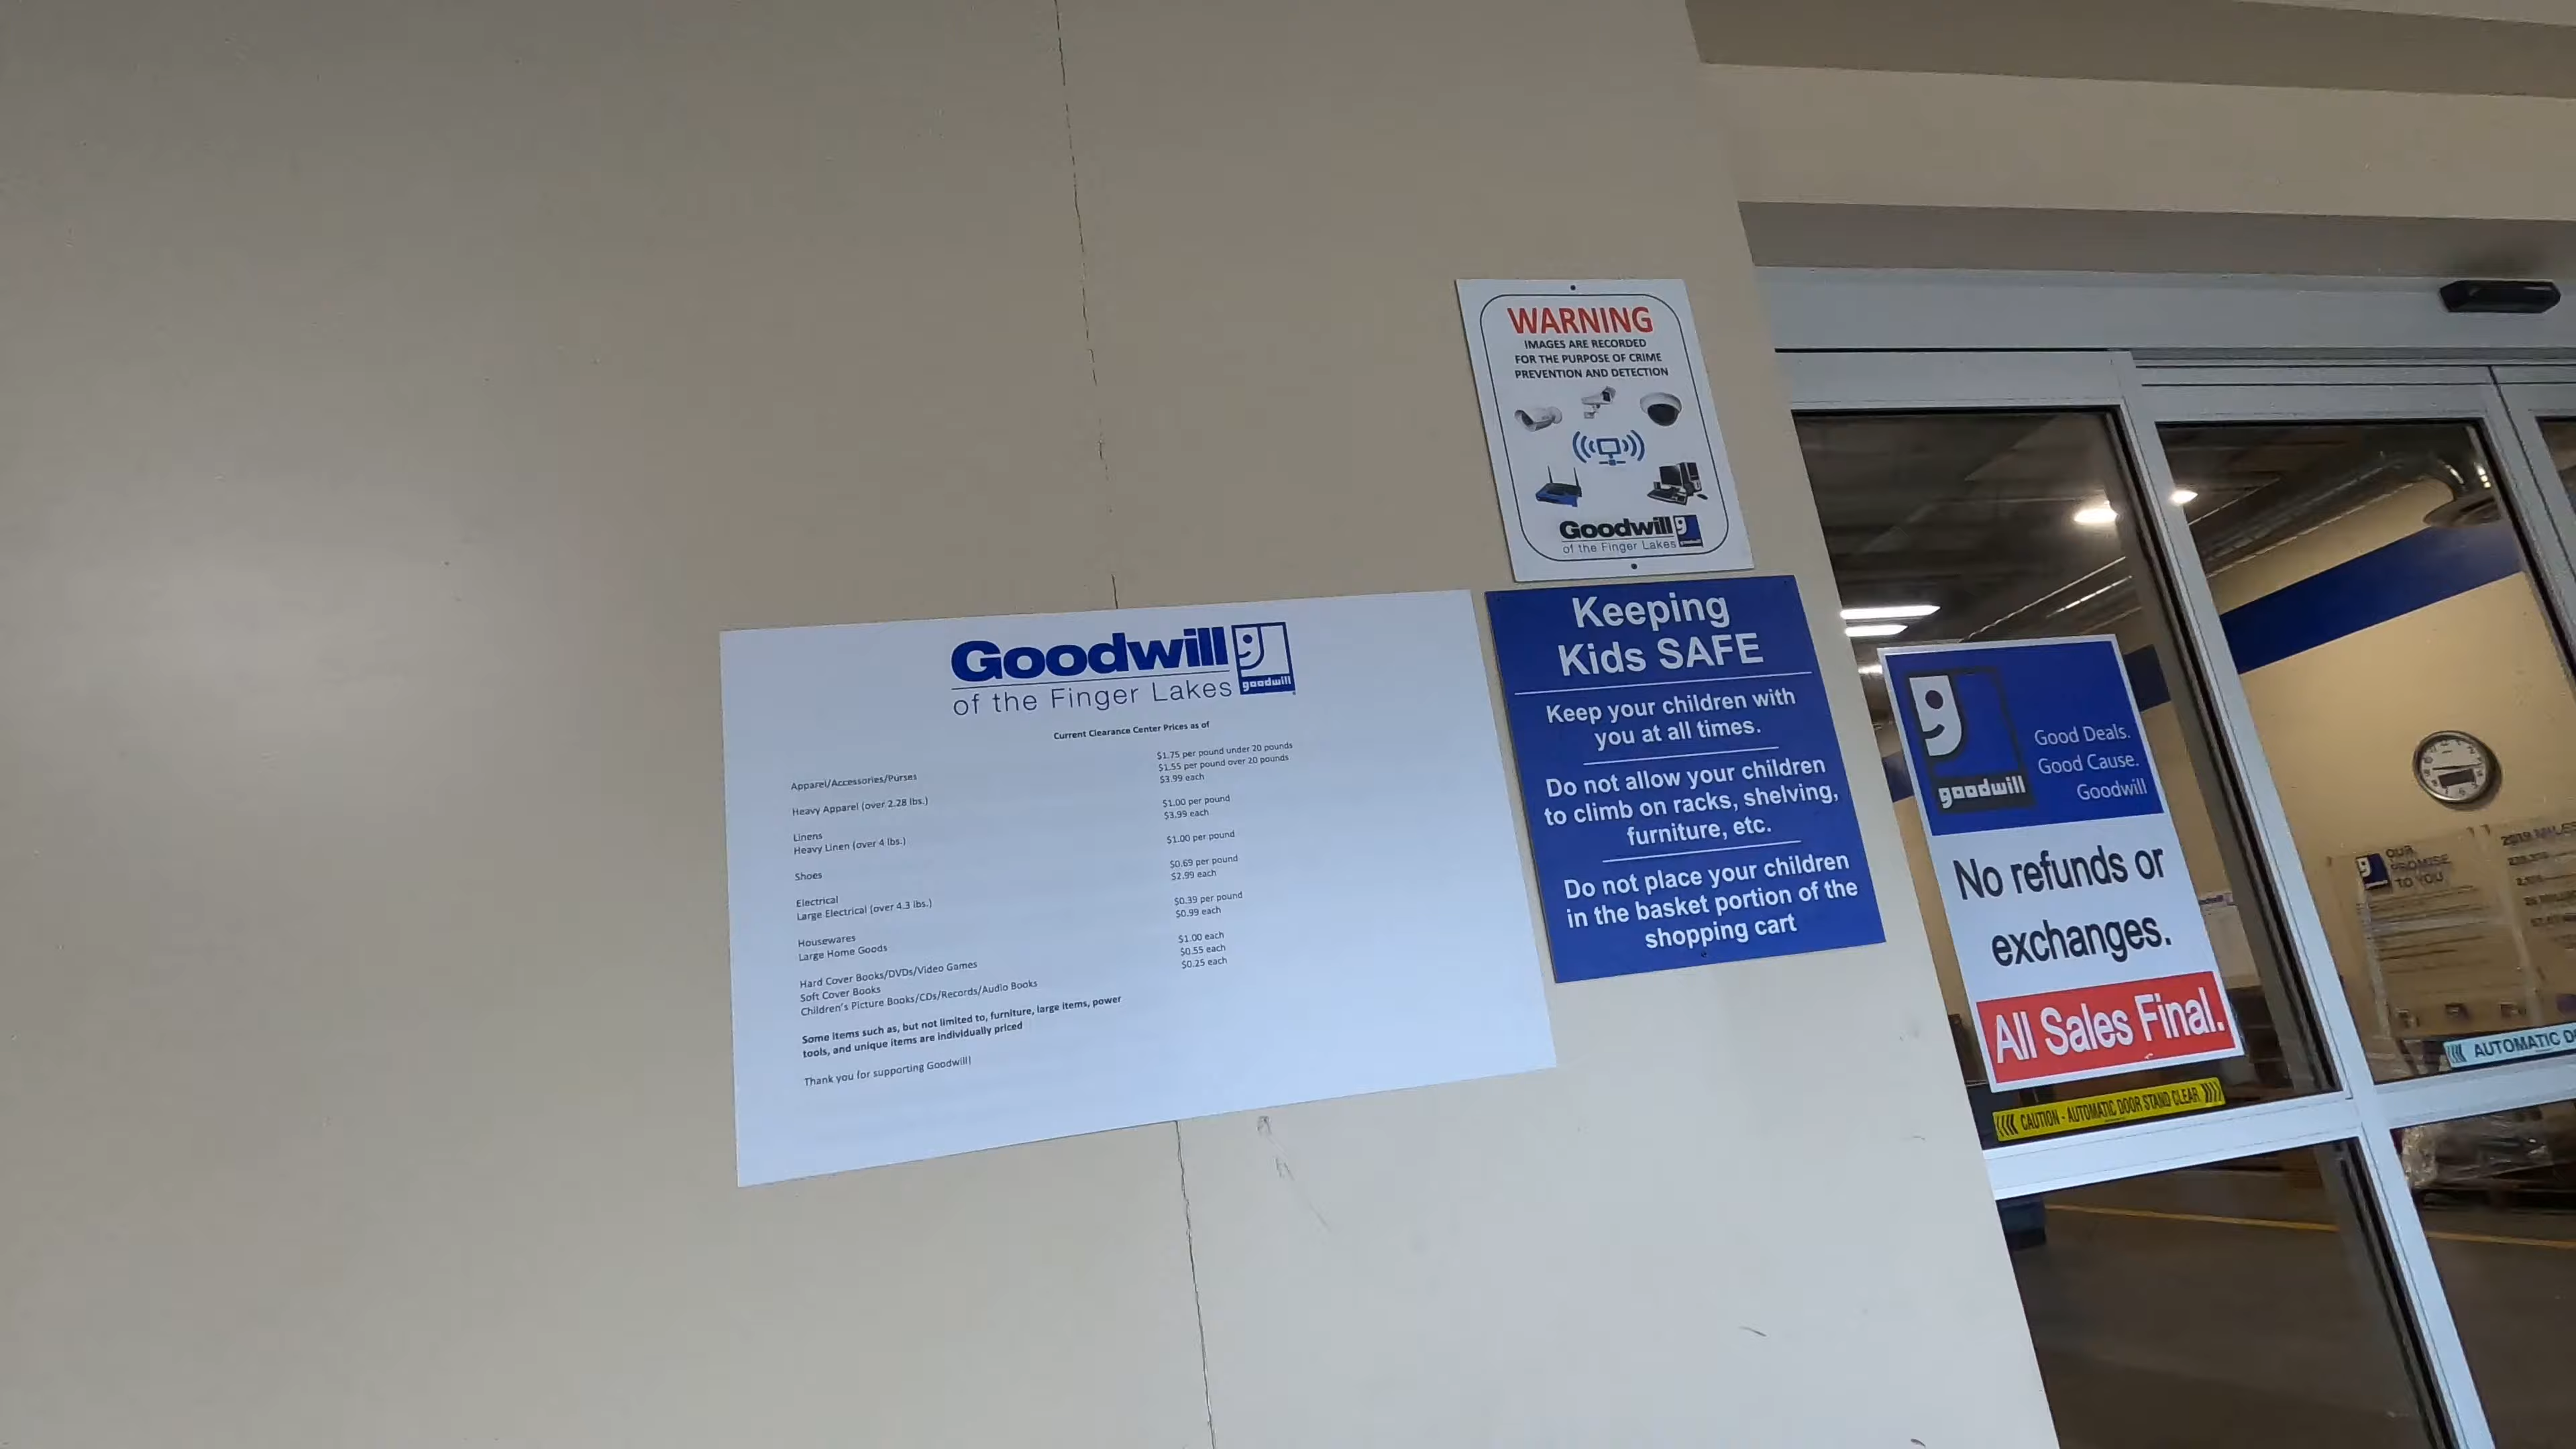 WARNING
IMAGES ARE RECORDED
FOR THE PURPOSE OF CRIME
PREVENTION AND DETECTION
Goodwill
of the Finger Lakes
Goodwill
goodwill
of the Finger Lakes
Current Clearance Center Prices as of
$1.75 per pound under 20 pounds
Apparel/Accessories/Purses $1.55 per pound over 20 pounds
Heavy Apparel (over 2.28 lbs.) $3.99 each
Linens $1.00 per pound
Heavy Linen (over 4 lbs.) $3.99 each
Shoes $1.00 per pound
Electrical $0.69 per pound
Large Electrical (over 4.3 lbs.) $2.99 each
Housewares $0.39 per pound
Large Home Goods $0.99 each
Hard Cover Books/DVDs/Video Games $1.00 each
Soft Cover Books $0.55 each
Children's Picture Books/CDs/Records/Audio Books $0.25 each
Some items such as, but not limited to, furniture, large items, power
tools, and unique items are individually priced
Thank you for supporting Goodwill!
Keeping
Kids SAFE
Keep your children with
you at all times.
Do not allow your children
to climb on racks, shelving,
furniture, etc.
Do not place your children
in the basket portion of the
shopping cart
goodwill
Good Deals.
Good Cause.
Goodwill
No refunds or
exchanges.
All Sales Final.
CAUTION - AUTOMATIC DOOR STAND CLEAR
OUR
PROMISE
TO YOU
AUTOMATIC